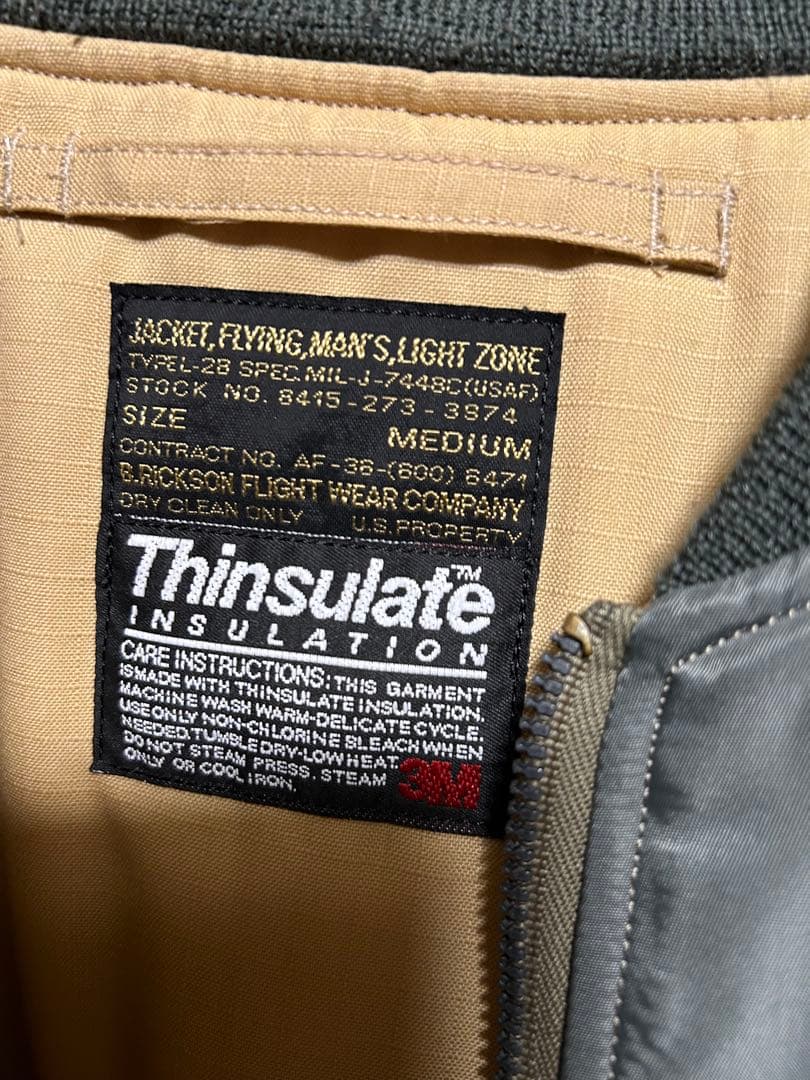 JACKET, FLYING, MAN'S, LIGHT ZONE
TYPE L-2B SPEC. MIL-J-7448C (USAF)
STOCK NO. 8415-273-3974
SIZE MEDIUM
CONTRACT NO. AF-36-(600) 6471
B.RICKSON FLIGHT WEAR COMPANY
DRY CLEAN ONLY U.S. PROPERTY
Thinsulate™
INSULATION
CARE INSTRUCTIONS: THIS GARMENT
IS MADE WITH THINSULATE INSULATION.
MACHINE WASH WARM-DELICATE CYCLE.
USE ONLY NON-CHLORINE BLEACH WHEN
NEEDED. TUMBLE DRY-LOW HEAT.
DO NOT STEAM PRESS. STEAM
ONLY OR COOL IRON.
3M